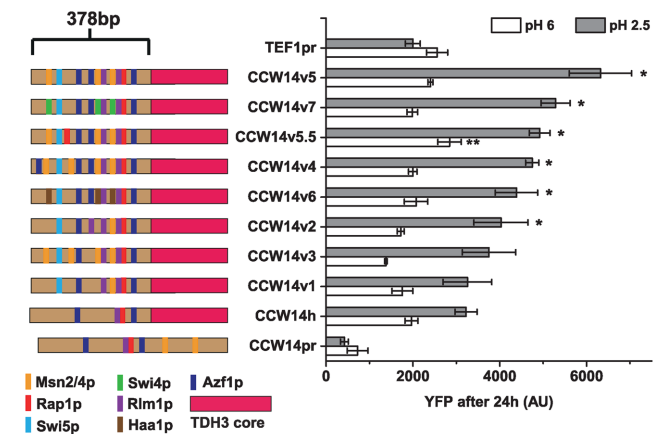 378bp
pH 6 pH 2.5
TEF1pr
CCW14v5 *
CCW14v7 *
CCW14v5.5 *
**
CCW14v4 *
CCW14v6 *
CCW14v2 *
CCW14v3
CCW14v1
CCW14h
CCW14pr
0 2000 4000 6000
YFP after 24h (AU)
Msn2/4p Swi4p Azf1p
Rap1p Rlm1p
Swi5p Haa1p TDH3 core